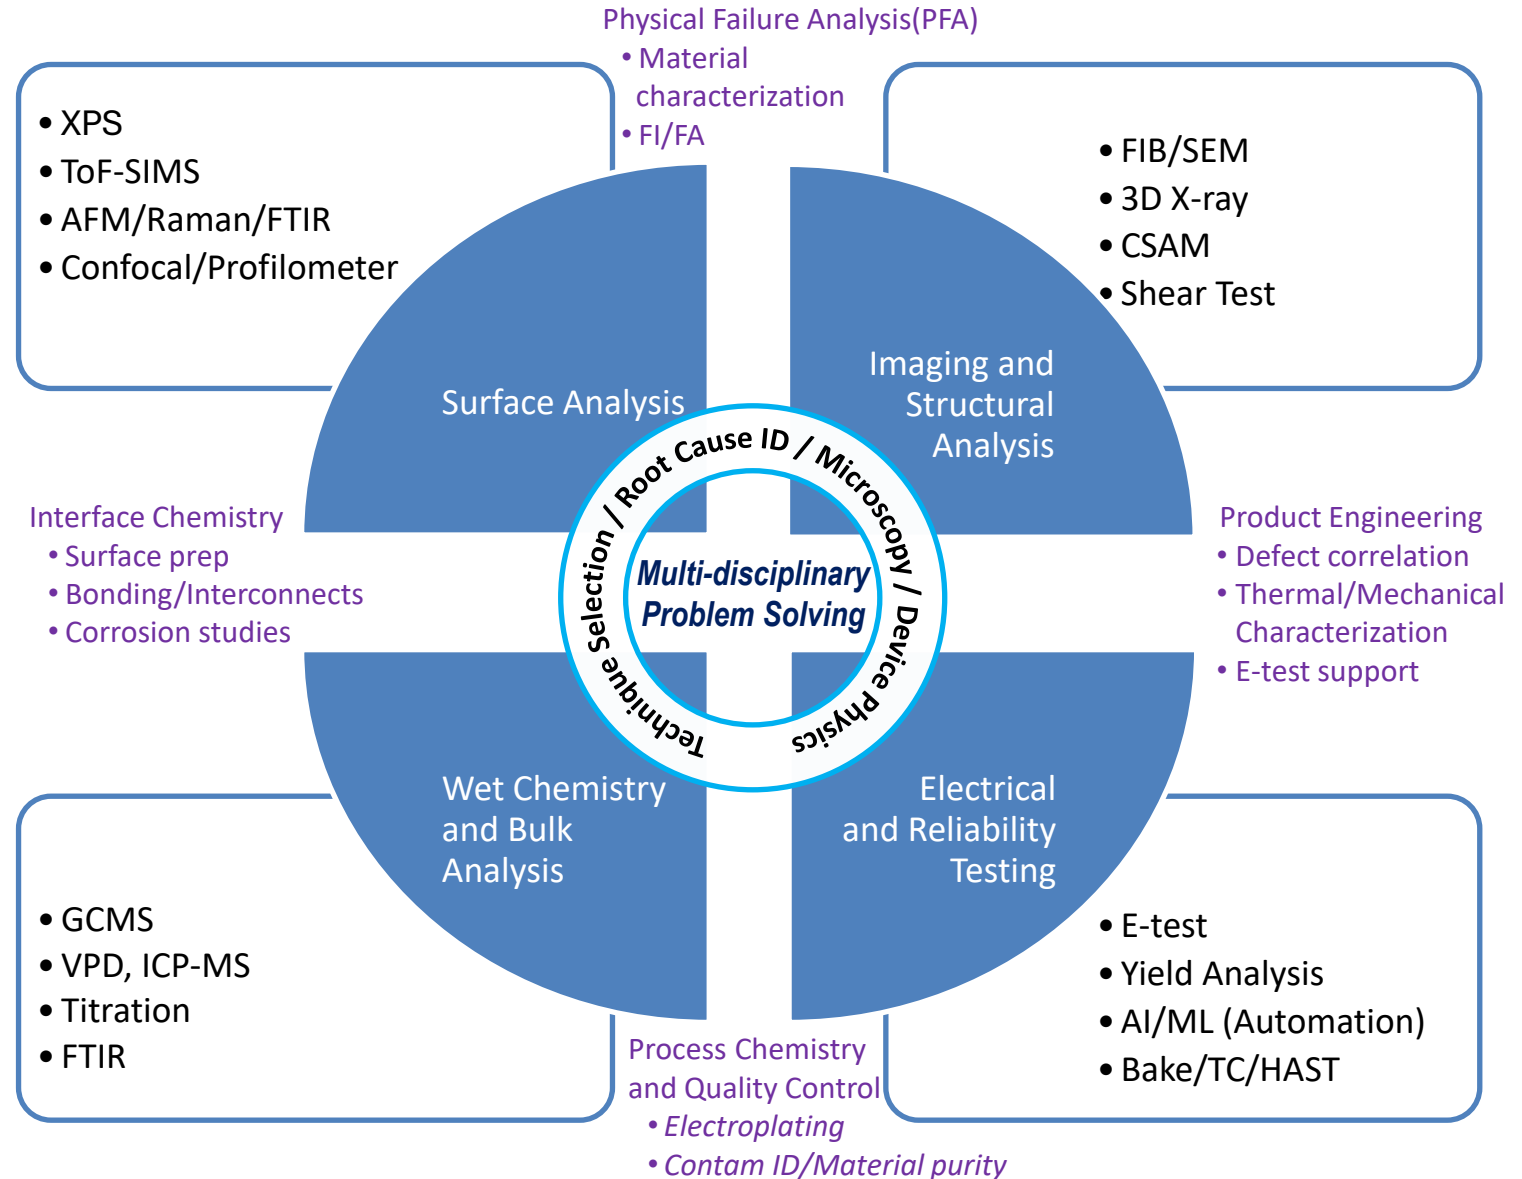 Physical Failure Analysis(PFA)
• Material
characterization
• FI/FA
• XPS
• ToF-SIMS
• AFM/Raman/FTIR
• Confocal/Profilometer
• FIB/SEM
• 3D X-ray
• CSAM
• Shear Test
Surface Analysis
Imaging and
Structural
Analysis
Technique Selection / Root Cause ID / Microscopy / Device Physics
Multi-disciplinary
Problem Solving
Interface Chemistry
• Surface prep
• Bonding/Interconnects
• Corrosion studies
Product Engineering
• Defect correlation
• Thermal/Mechanical
Characterization
• E-test support
Wet Chemistry
and Bulk
Analysis
Electrical
and Reliability
Testing
• GCMS
• VPD, ICP-MS
• Titration
• FTIR
• E-test
• Yield Analysis
• AI/ML (Automation)
• Bake/TC/HAST
Process Chemistry
and Quality Control
• Electroplating
• Contam ID/Material purity